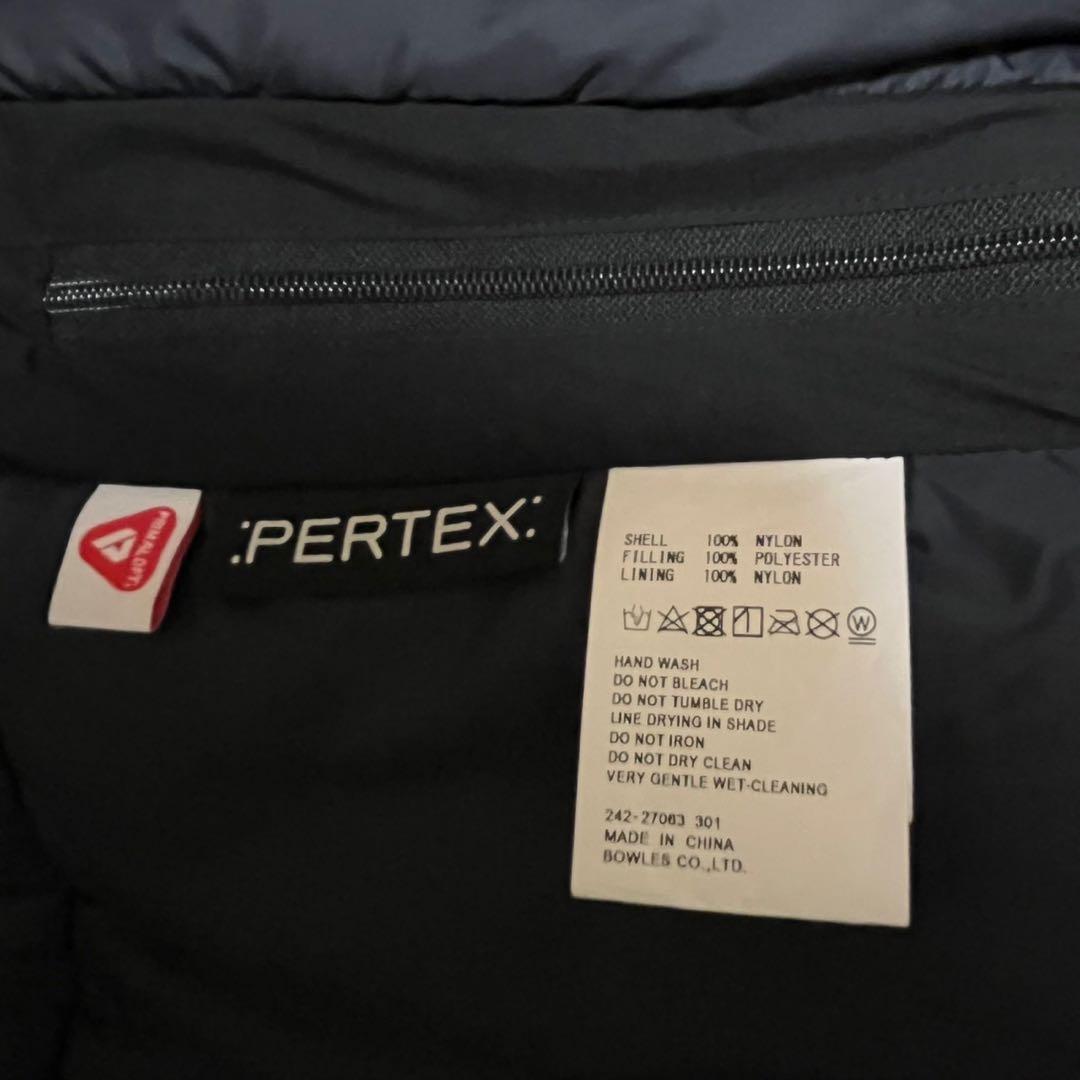 PRIMALOFT
:PERTEX:
SHELL 100% NYLON
FILLING 100% POLYESTER
LINING 100% NYLON
W
HAND WASH
DO NOT BLEACH
DO NOT TUMBLE DRY
LINE DRYING IN SHADE
DO NOT IRON
DO NOT DRY CLEAN
VERY GENTLE WET-CLEANING
242-27063 301
MADE IN CHINA
BOWLES CO.,LTD.